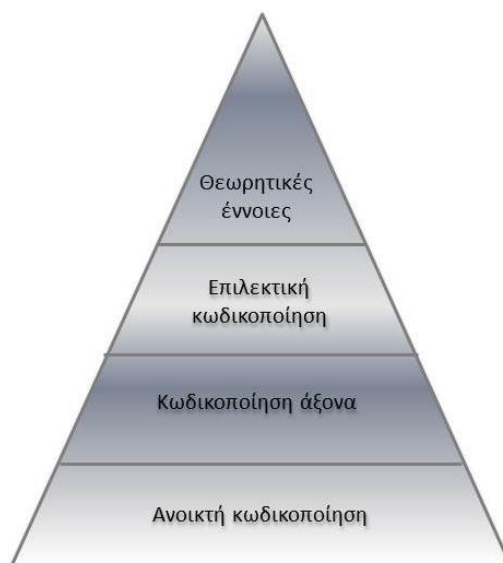 Θεωρητικές
έννοιες
Επιλεκτική
κωδικοποίηση
Κωδικοποίηση άξονα
Ανοικτή κωδικοποίηση